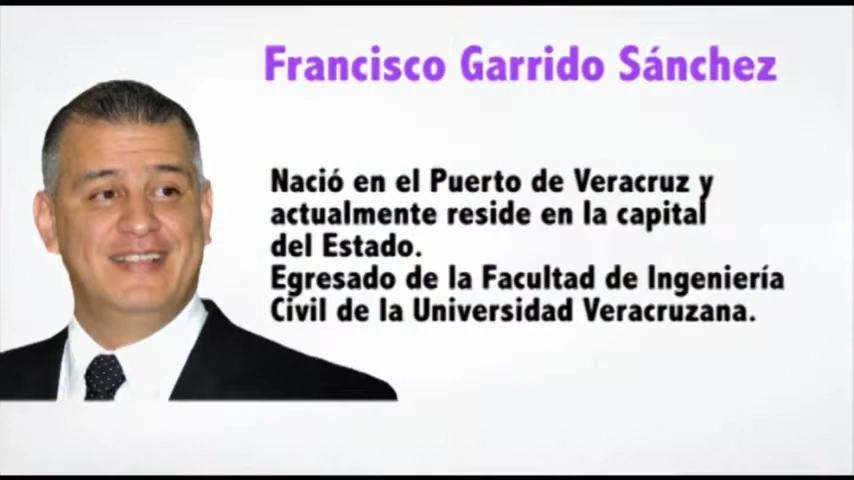 Francisco Garrido Sánchez
Nació en el Puerto de Veracruz y
actualmente reside en la capital
del Estado.
Egresado de la Facultad de Ingeniería
Civil de la Universidad Veracruzana.